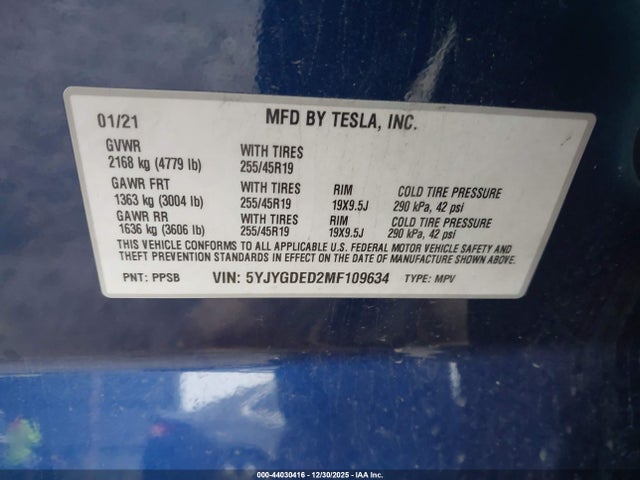 01/21 MFD BY TESLA, INC.
GVWR WITH TIRES
2168 kg (4779 lb) 255/45R19
GAWR FRT WITH TIRES RIM COLD TIRE PRESSURE
1363 kg (3004 lb) 255/45R19 19X9.5J 290 kPa, 42 psi
GAWR RR WITH TIRES RIM COLD TIRE PRESSURE
1636 kg (3606 lb) 255/45R19 19X9.5J 290 kPa, 42 psi
THIS VEHICLE CONFORMS TO ALL APPLICABLE U.S. FEDERAL MOTOR VEHICLE SAFETY AND
THEFT PREVENTION STANDARDS IN EFFECT ON THE DATE OF MANUFACTURE SHOWN ABOVE.
PNT: PPSB VIN: 5YJYGDED2MF109634 TYPE: MPV
000-44030416 - 12/30/2025 - IAA Inc.